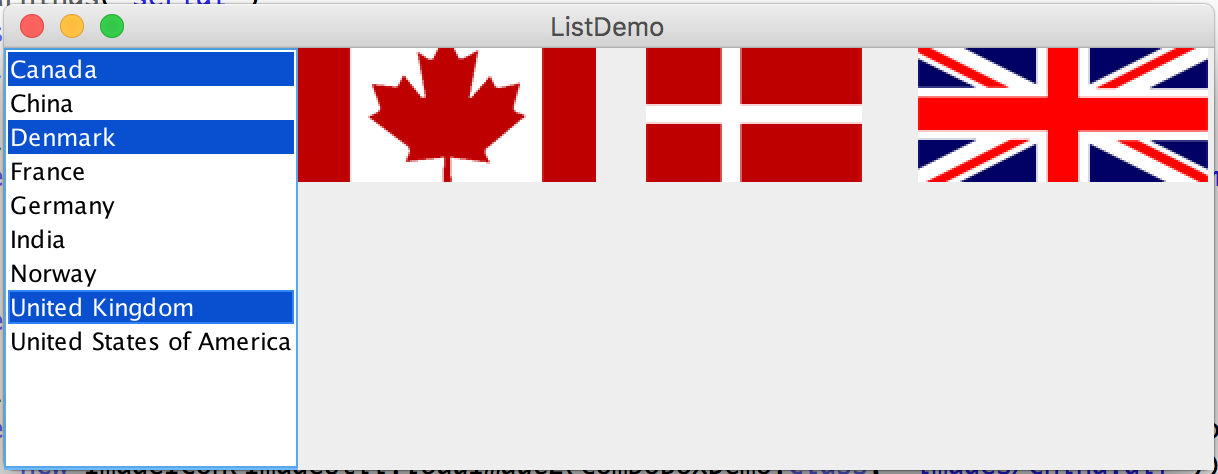 ListDemo
Canada
China
Denmark
France
Germany
India
Norway
United Kingdom
United States of America